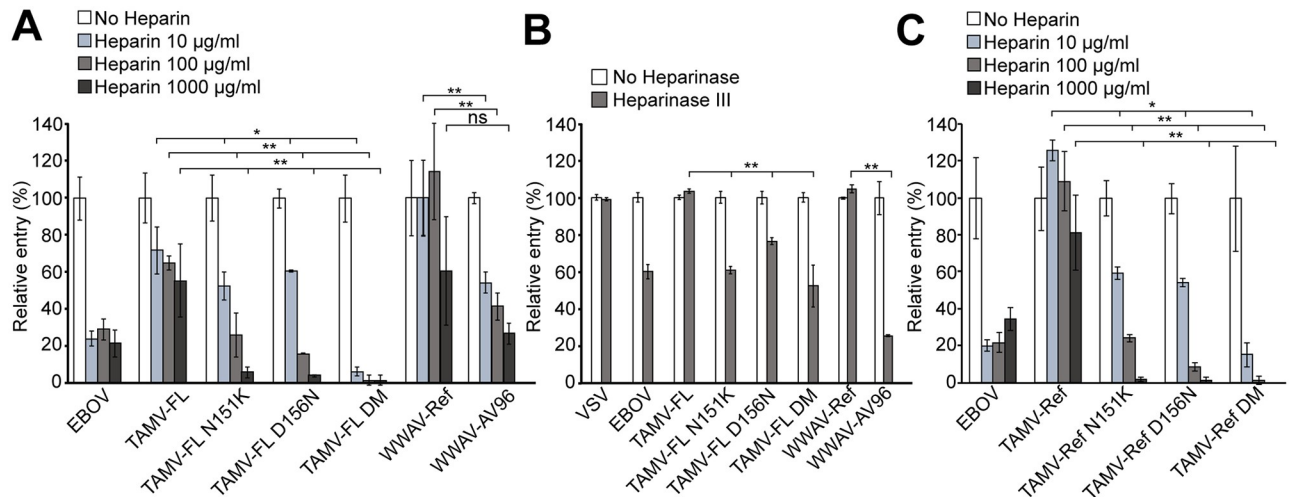 A
No Heparin
Heparin 10 µg/ml
Heparin 100 µg/ml
Heparin 1000 µg/ml
**
**
ns
*
**
**
140
120
100
80
60
40
20
0
Relative entry (%)
EBOV
TAMV-FL
TAMV-FL N151K
TAMV-FL D156N
TAMV-FL DM
WWAV-Ref
WWAV-AV96
B
No Heparinase
Heparinase III
**
**
140
120
100
80
60
40
20
0
Relative entry (%)
VSV
EBOV
TAMV-FL
TAMV-FL N151K
TAMV-FL D156N
TAMV-FL DM
WWAV-Ref
WWAV-AV96
C
No Heparin
Heparin 10 µg/ml
Heparin 100 µg/ml
Heparin 1000 µg/ml
*
**
**
140
120
100
80
60
40
20
0
Relative entry (%)
EBOV
TAMV-Ref
TAMV-Ref N151K
TAMV-Ref D156N
TAMV-Ref DM